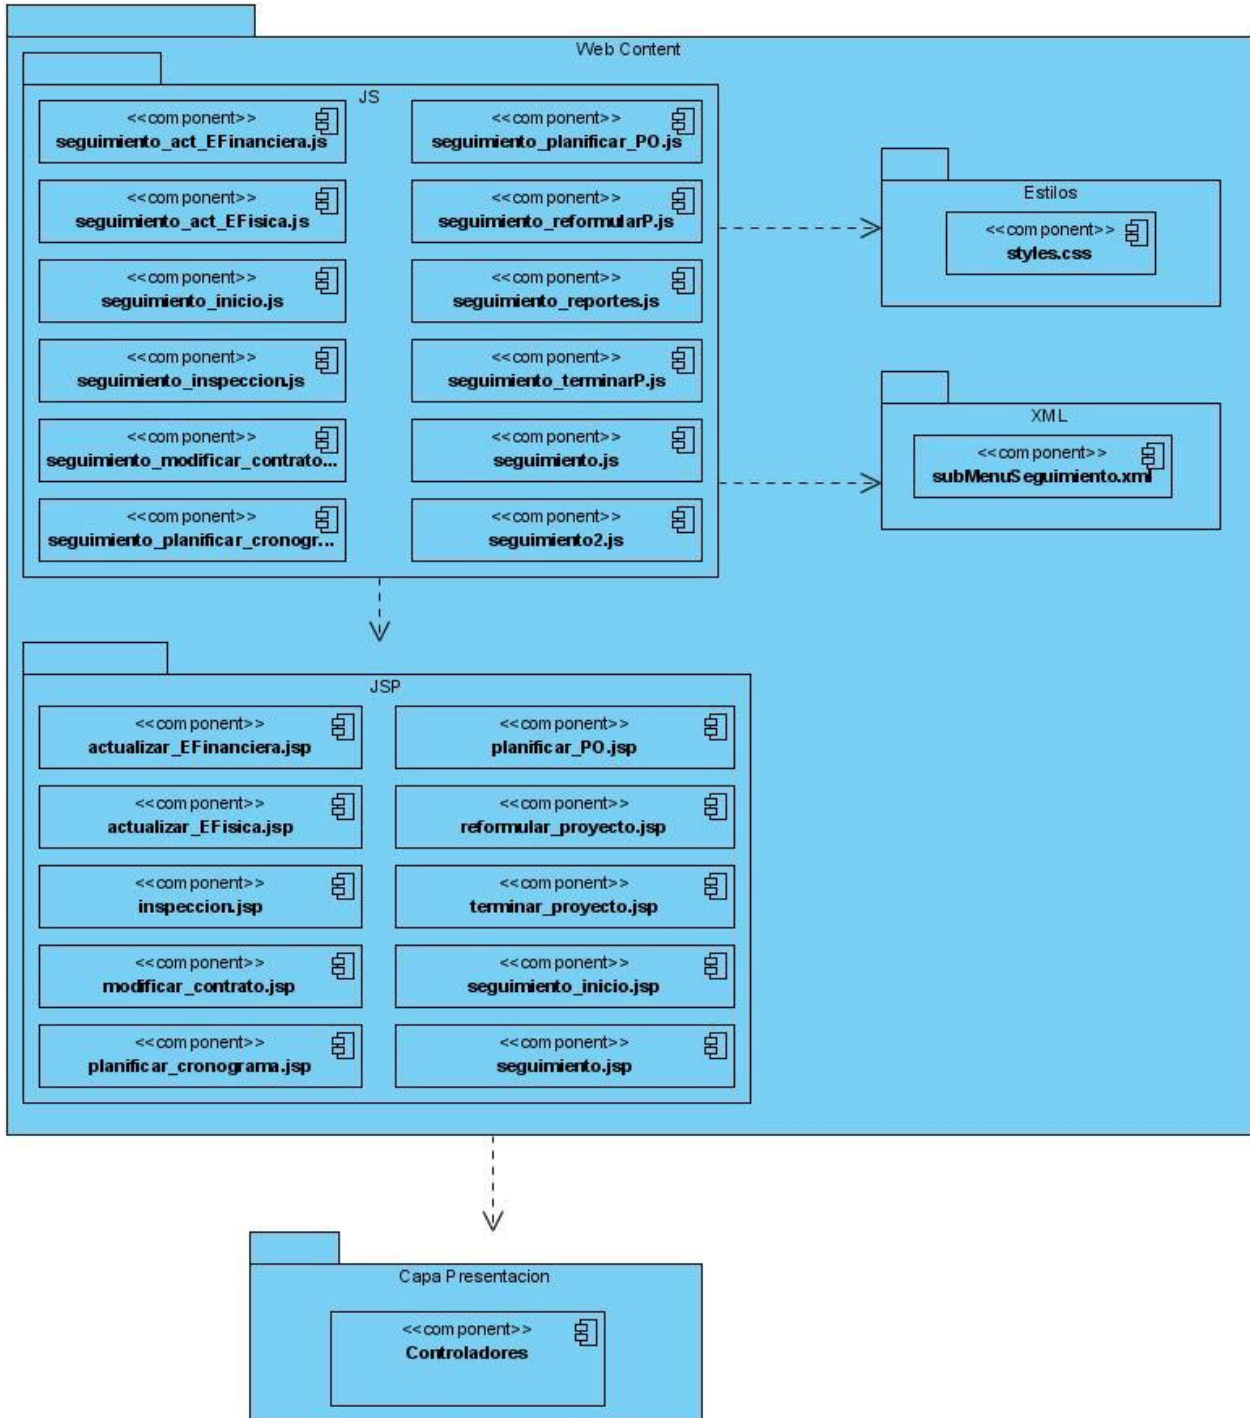 Web Content
JS
<<component>>
seguimiento_act_EFinanciera.js
<<component>>
seguimiento_planificar_PO.js
<<component>>
seguimiento_act_EFisica.js
<<component>>
seguimiento_reformularP.js
<<component>>
seguimiento_inicio.js
<<component>>
seguimiento_reportes.js
<<component>>
seguimiento_inspeccion.js
<<component>>
seguimiento_terminarP.js
<<component>>
seguimiento_modificar_contrato...
<<component>>
seguimiento.js
<<component>>
seguimiento_planificar_cronogr...
<<component>>
seguimiento2.js
Estilos
<<component>>
styles.css
XML
<<component>>
subMenuSeguimiento.xml
JSP
<<component>>
actualizar_EFinanciera.jsp
<<component>>
planificar_PO.jsp
<<component>>
actualizar_EFisica.jsp
<<component>>
reformular_proyecto.jsp
<<component>>
inspeccion.jsp
<<component>>
terminar_proyecto.jsp
<<component>>
modificar_contrato.jsp
<<component>>
seguimiento_inicio.jsp
<<component>>
planificar_cronograma.jsp
<<component>>
seguimiento.jsp
Capa Presentacion
<<component>>
Controladores